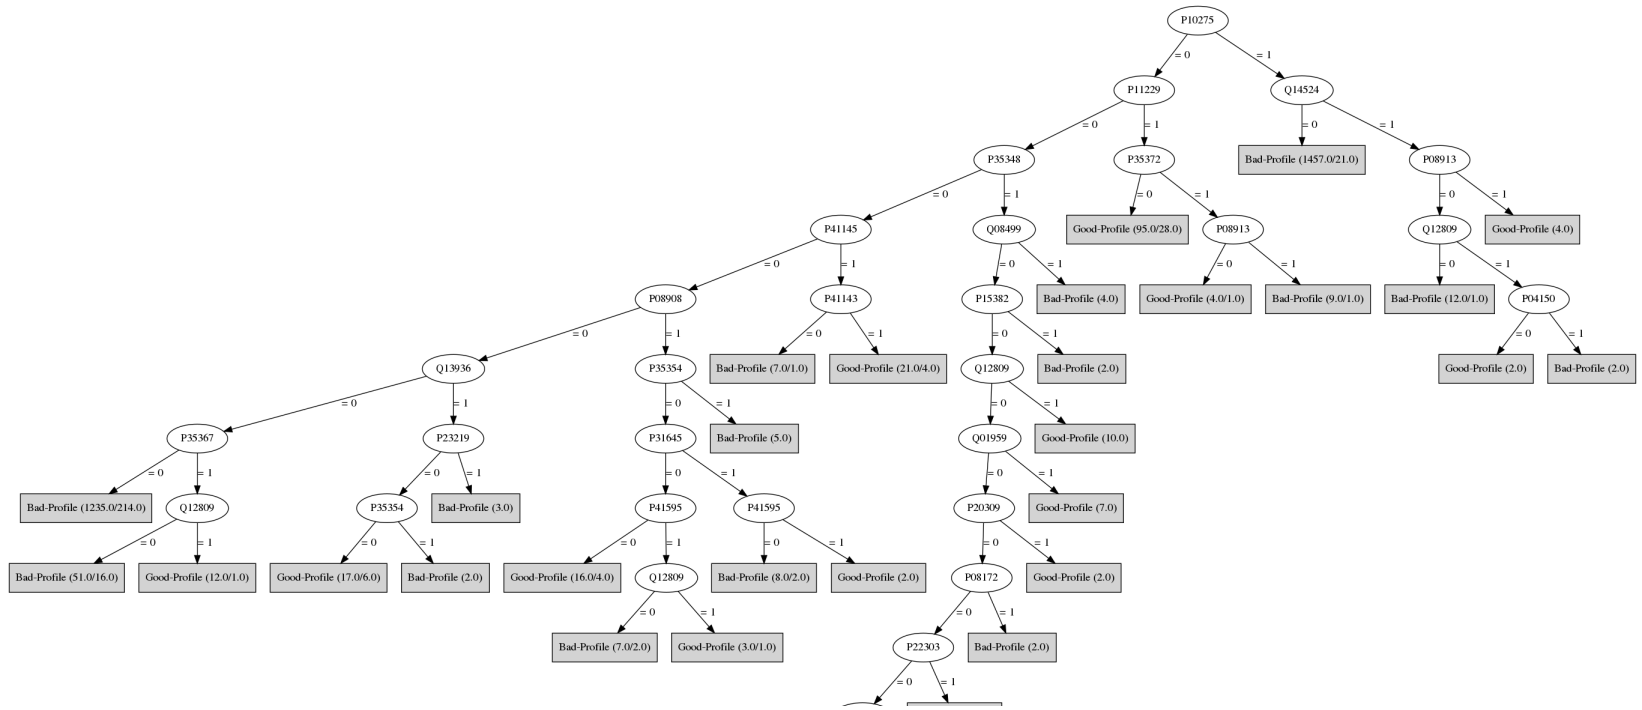 P10275
= 0
= 1
P11229
Q14524
= 0
= 1
= 0
= 1
P35348
P35372
Bad-Profile (1457.0/21.0)
P08913
= 0
= 1
= 0
= 1
= 0
= 1
P41145
Q08499
Good-Profile (95.0/28.0)
P08913
Q12809
Good-Profile (4.0)
= 0
= 1
= 0
= 1
= 0
= 1
= 0
= 1
P08908
P41143
P15382
Bad-Profile (4.0)
Good-Profile (4.0/1.0)
Bad-Profile (9.0/1.0)
Bad-Profile (12.0/1.0)
P04150
= 0
= 1
= 0
= 1
= 0
= 1
= 0
= 1
Q13936
P35354
Bad-Profile (7.0/1.0)
Good-Profile (21.0/4.0)
Q12809
Bad-Profile (2.0)
Good-Profile (2.0)
Bad-Profile (2.0)
= 0
= 1
= 0
= 1
= 0
= 1
P35367
P23219
P31645
Bad-Profile (5.0)
Q01959
Good-Profile (10.0)
= 0
= 1
= 0
= 1
= 0
= 1
= 0
= 1
Bad-Profile (1235.0/214.0)
Q12809
P35354
Bad-Profile (3.0)
P41595
P41595
P20309
Good-Profile (7.0)
= 0
= 1
= 0
= 1
= 0
= 1
= 0
= 1
= 0
= 1
Bad-Profile (51.0/16.0)
Good-Profile (12.0/1.0)
Good-Profile (17.0/6.0)
Bad-Profile (2.0)
Good-Profile (16.0/4.0)
Q12809
Bad-Profile (8.0/2.0)
Good-Profile (2.0)
P08172
Good-Profile (2.0)
= 0
= 1
= 0
= 1
Bad-Profile (7.0/2.0)
Good-Profile (3.0/1.0)
P22303
Bad-Profile (2.0)
= 0
= 1